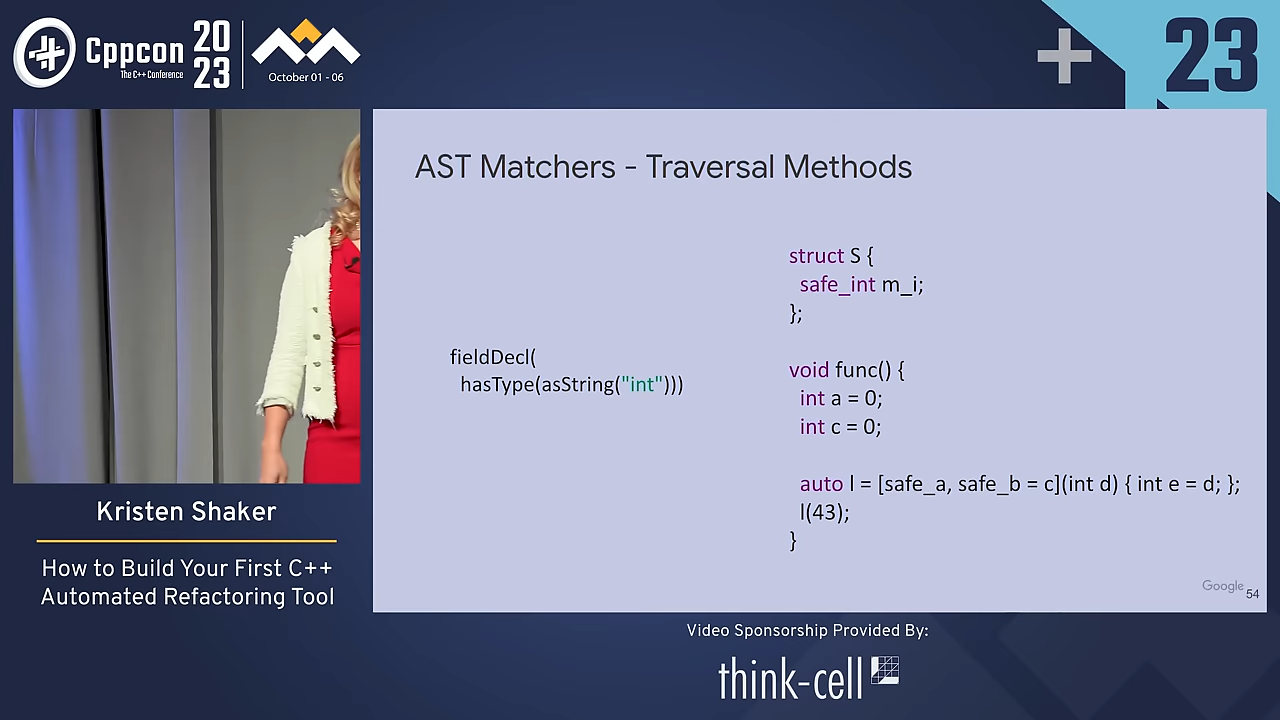 Cppcon
The C++ Conference
20
23
October 01 - 06
23
AST Matchers - Traversal Methods
fieldDecl(
hasType(asString("int")))
struct S {
safe_int m_i;
};
void func() {
int a = 0;
int c = 0;
auto l = [safe_a, safe_b = c](int d) { int e = d; };
l(43);
}
Google
54
Kristen Shaker
How to Build Your First C++
Automated Refactoring Tool
Video Sponsorship Provided By:
think-cell